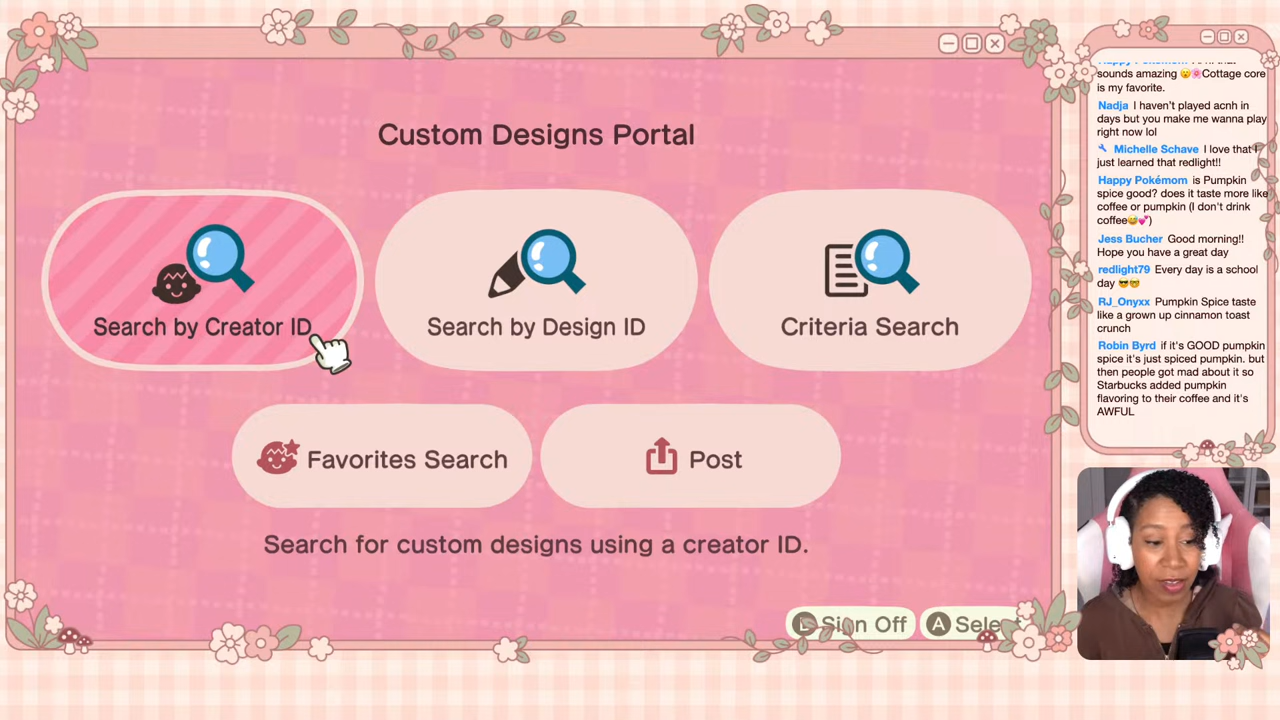 Custom Designs Portal
Search by Creator ID
Search by Design ID
Criteria Search
Favorites Search
Post
Search for custom designs using a creator ID.
Sign Off
A Select
sounds amazing 😮🌸Cottage core
is my favorite.
Nadja I haven't played acnh in
days but you make me wanna play
right now lol
Michelle Schave I love that I
just learned that redlight!!
Happy Pokémom is Pumpkin
spice good? does it taste more like
coffee or pumpkin (I don't drink
coffee😅💕)
Jess Bucher Good morning!!
Hope you have a great day
redlight79 Every day is a school
day 😎🤓
RJ_Onyxx Pumpkin Spice taste
like a grown up cinnamon toast
crunch
Robin Byrd if it's GOOD pumpkin
spice it's just spiced pumpkin. but
then people got mad about it so
Starbucks added pumpkin
flavoring to their coffee and it's
AWFUL